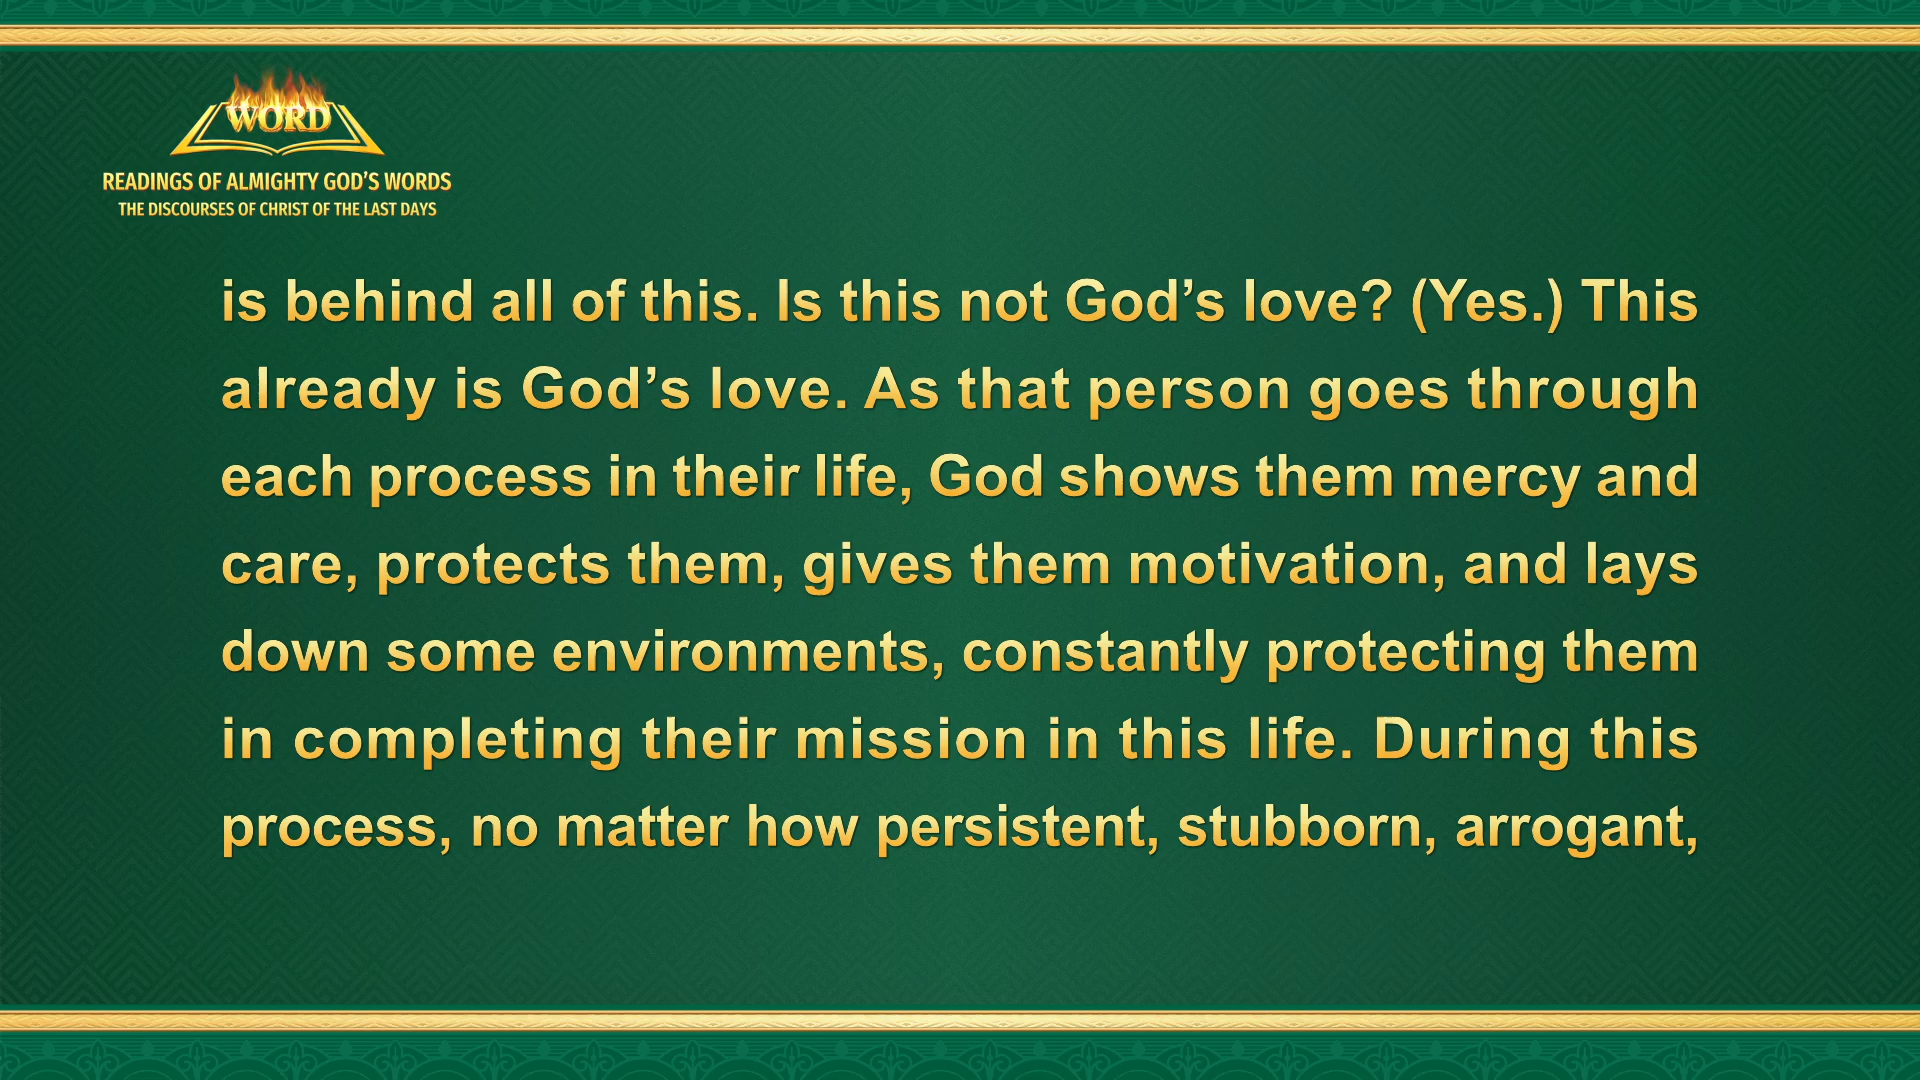 WORD
READINGS OF ALMIGHTY GOD’S WORDS
THE DISCOURSES OF CHRIST OF THE LAST DAYS
is behind all of this. Is this not God’s love? (Yes.) This
already is God’s love. As that person goes through
each process in their life, God shows them mercy and
care, protects them, gives them motivation, and lays
down some environments, constantly protecting them
in completing their mission in this life. During this
process, no matter how persistent, stubborn, arrogant,